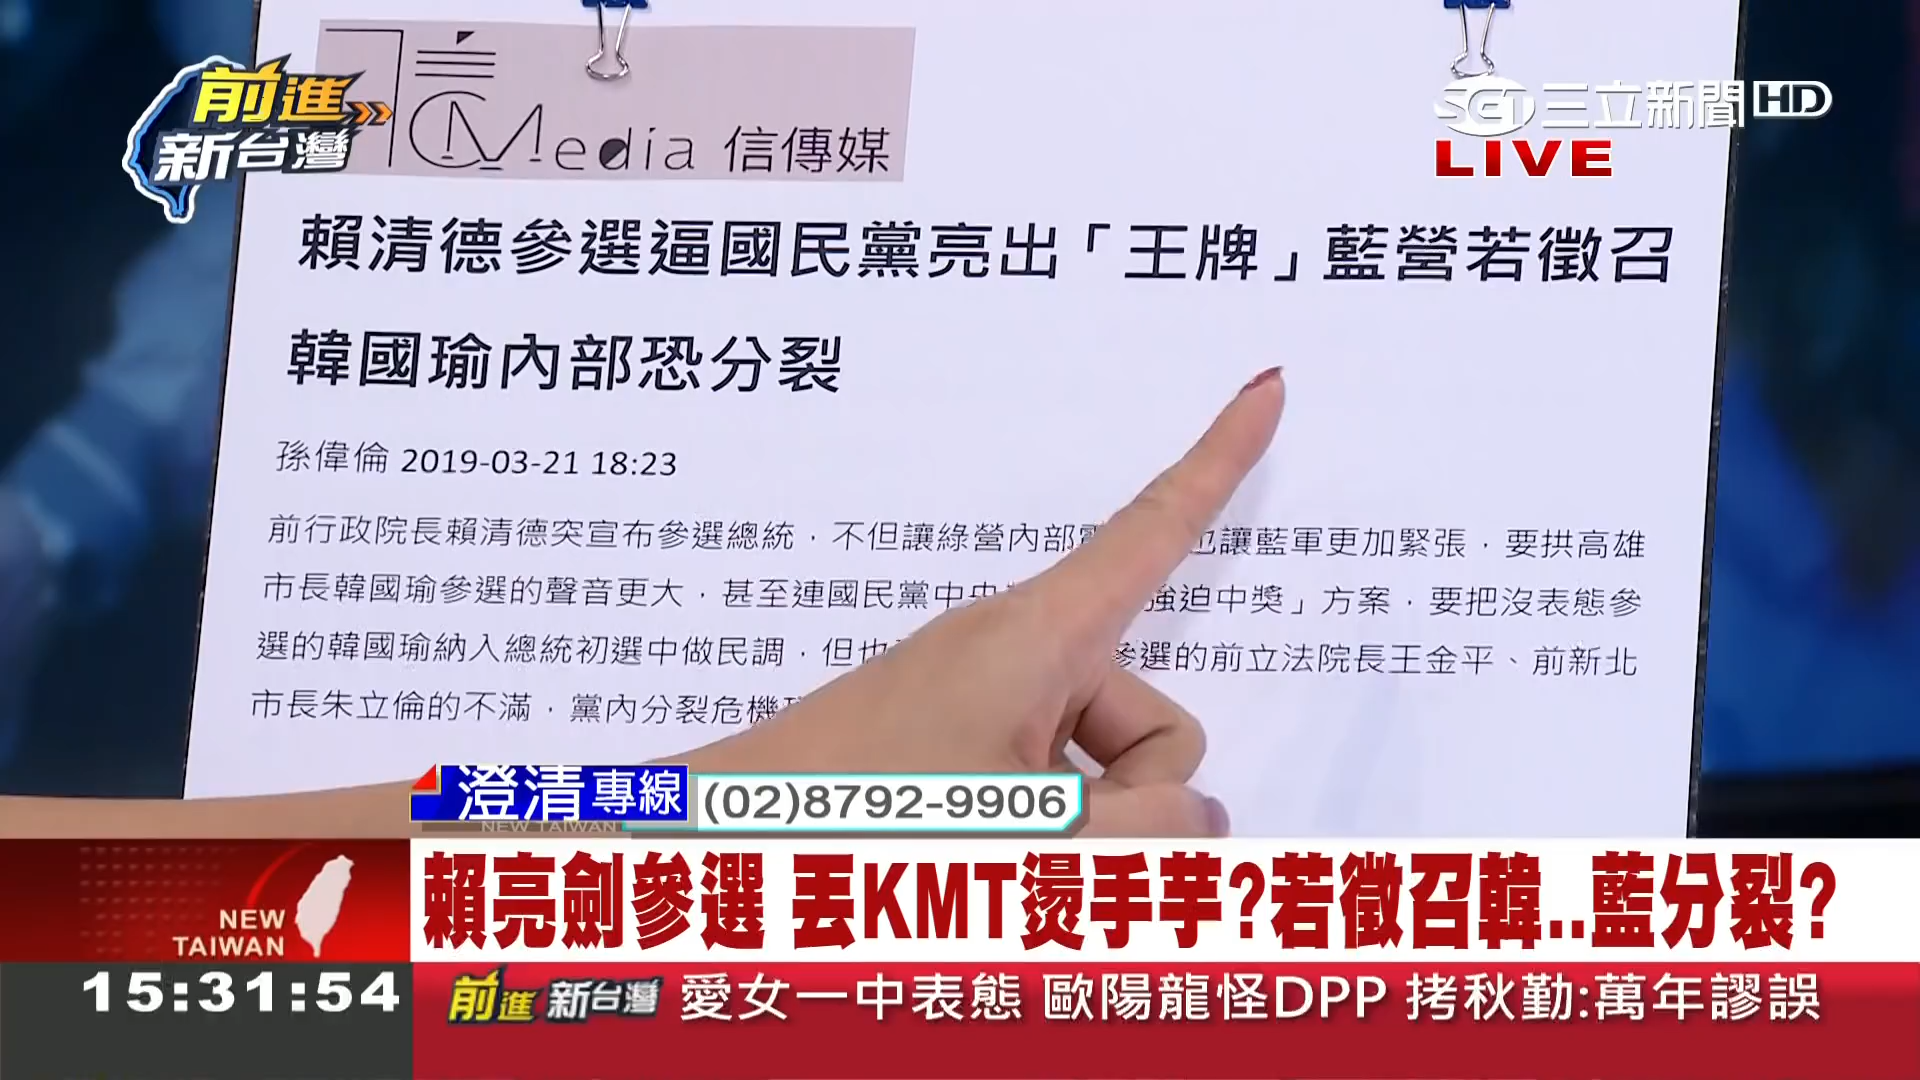 前進
新台灣
CMedia 信傳媒
SET三立新聞HD
LIVE
賴清德參選逼國民黨亮出「王牌」藍營若徵召
韓國瑜內部恐分裂
孫偉倫 2019-03-21 18:23
前行政院長賴清德突宣布參選總統，不但讓綠營內部 也讓藍軍更加緊張，要拱高雄
市長韓國瑜參選的聲音更大，甚至連國民黨中央 強迫中獎」方案，要把沒表態參
選的韓國瑜納入總統初選中做民調，但也 參選的前立法院長王金平、前新北
市長朱立倫的不滿，黨內分裂危機
澄清專線 (02)8792-9906
NEW TAIWAN
賴亮劍參選 丟KMT燙手芋?若徵召韓..藍分裂?
NEW
TAIWAN
15:31:54
前進新台灣 愛女一中表態 歐陽龍怪DPP 拷秋勤:萬年謬誤